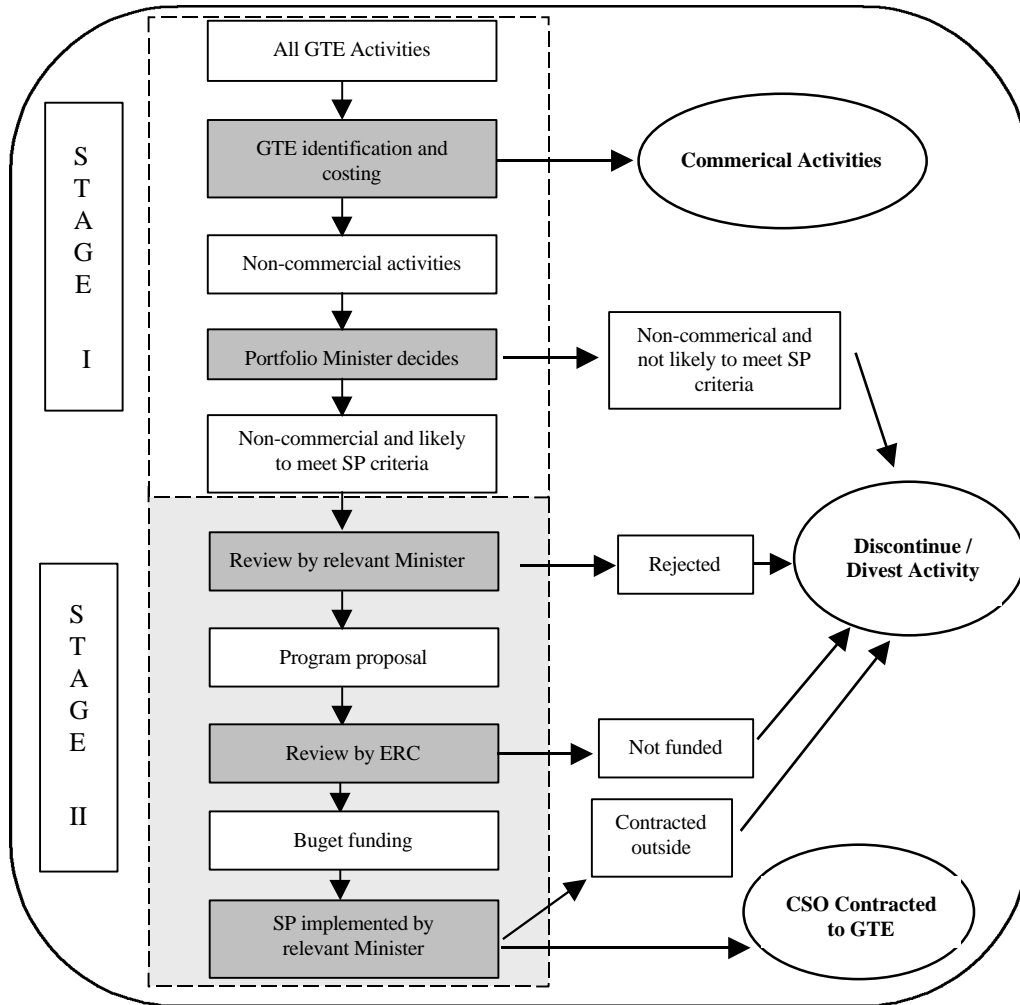 All GTE Activities
S
T
A
G
E
I
GTE identification and
costing
Commerical Activities
Non-commercial activities
Portfolio Minister decides
Non-commerical and
not likely to meet SP
criteria
Non-commercial and likely
to meet SP criteria
S
T
A
G
E
II
Review by relevant Minister
Rejected
Discontinue /
Divest Activity
Program proposal
Review by ERC
Not funded
Buget funding
Contracted
outside
SP implemented by
relevant Minister
CSO Contracted
to GTE